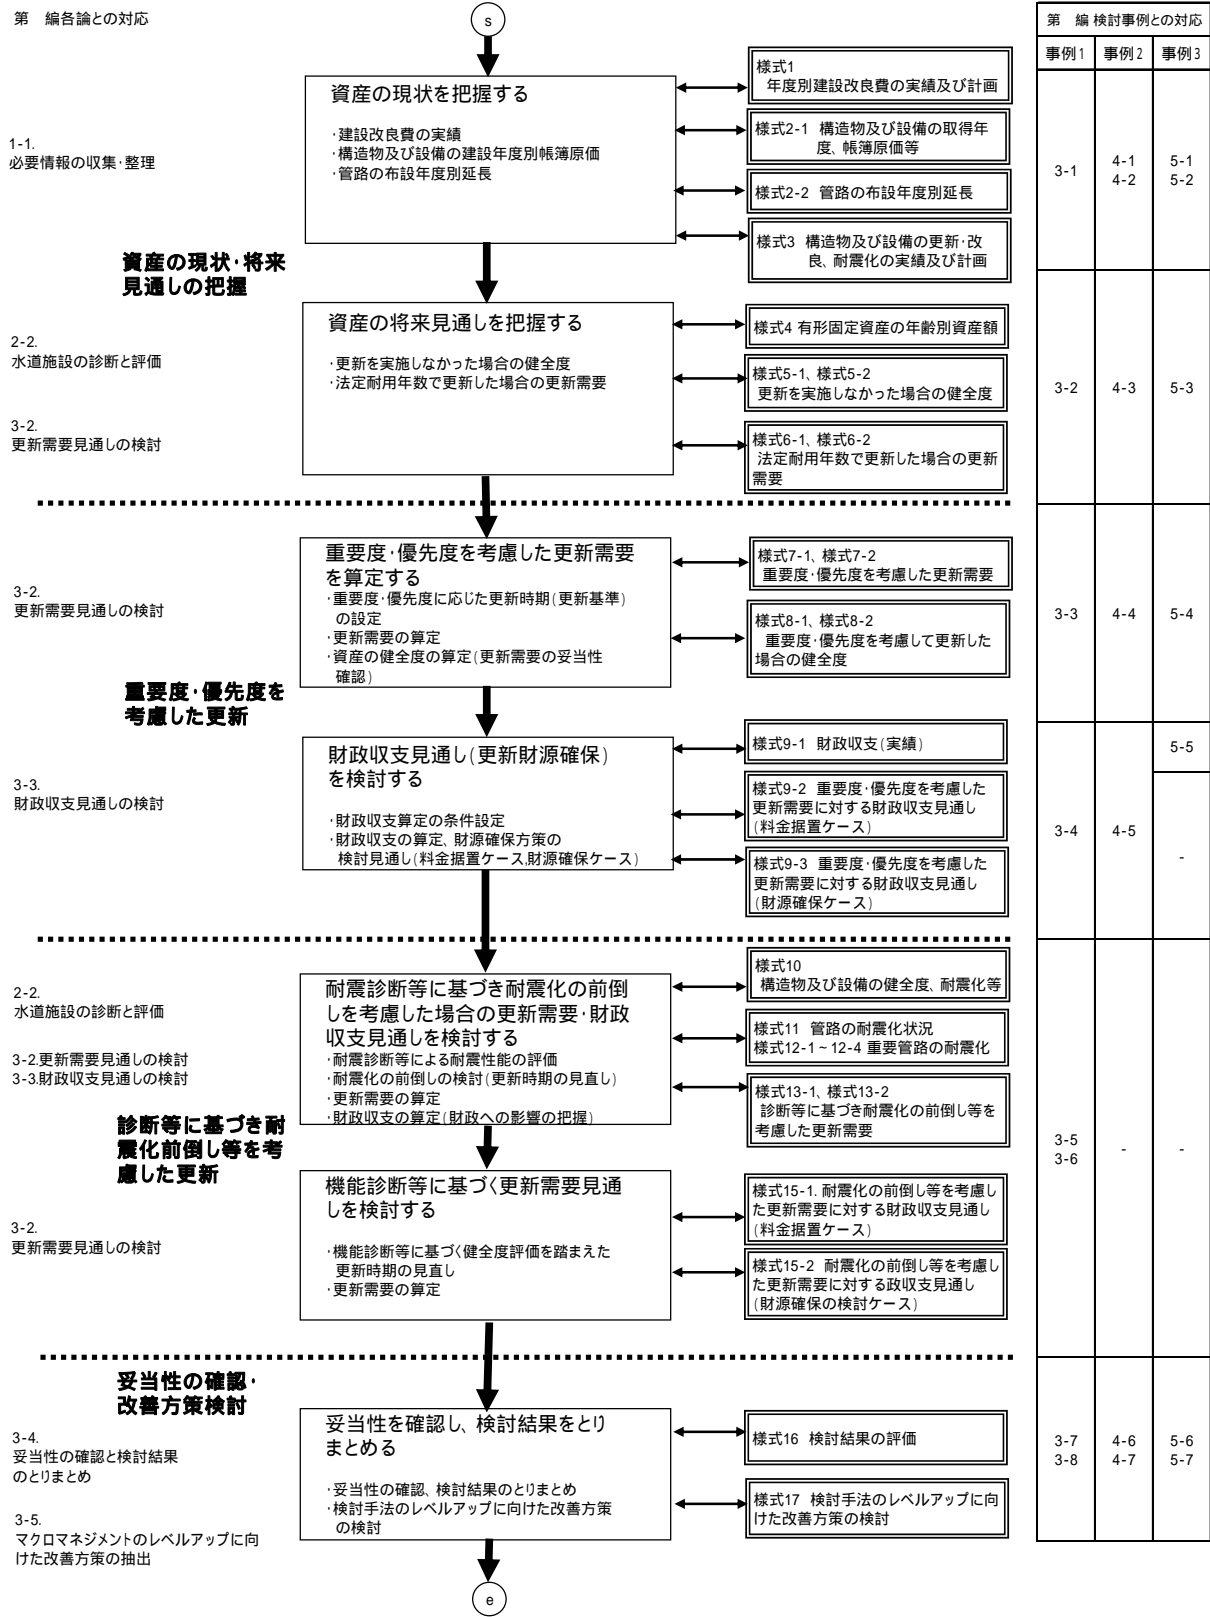 第　編各論との対応
s
第　編 検討事例との対応
事例1 事例2 事例3
1-1.
必要情報の収集・整理
資産の現状を把握する
・建設改良費の実績
・構造物及び設備の建設年度別帳簿原価
・管路の布設年度別延長
様式1
年度別建設改良費の実績及び計画
様式2-1 構造物及び設備の取得年
度、帳簿原価等
様式2-2 管路の布設年度別延長
様式3 構造物及び設備の更新・改
良、耐震化の実績及び計画
3-1
4-1
4-2
5-1
5-2
資産の現状・将来
見通しの把握
2-2.
水道施設の診断と評価
3-2.
更新需要見通しの検討
資産の将来見通しを把握する
・更新を実施しなかった場合の健全度
・法定耐用年数で更新した場合の更新需要
様式4 有形固定資産の年齢別資産額
様式5-1、様式5-2
更新を実施しなかった場合の健全度
様式6-1、様式6-2
法定耐用年数で更新した場合の更新
需要
3-2
4-3
5-3
3-2.
更新需要見通しの検討
重要度・優先度を考慮した更新需要
を算定する
・重要度・優先度に応じた更新時期(更新基準)
の設定
・更新需要の算定
・資産の健全度の算定(更新需要の妥当性
確認)
様式7-1、様式7-2
重要度・優先度を考慮した更新需要
様式8-1、様式8-2
重要度・優先度を考慮して更新した
場合の健全度
3-3
4-4
5-4
重要度・優先度を
考慮した更新
3-3.
財政収支見通しの検討
財政収支見通し(更新財源確保)
を検討する
・財政収支算定の条件設定
・財政収支の算定、財源確保方策の
検討見通し(料金据置ケース,財源確保ケース)
様式9-1 財政収支(実績)
様式9-2 重要度・優先度を考慮した
更新需要に対する財政収支見通し
(料金据置ケース)
様式9-3 重要度・優先度を考慮した
更新需要に対する財政収支見通し
(財源確保ケース)
3-4
4-5
5-5
-
2-2.
水道施設の診断と評価
3-2.更新需要見通しの検討
3-3.財政収支見通しの検討
耐震診断等に基づき耐震化の前倒
しを考慮した場合の更新需要・財政
収支見通しを検討する
・耐震診断等による耐震性能の評価
・耐震化の前倒しの検討(更新時期の見直し)
・更新需要の算定
・財政収支の算定(財政への影響の把握)
様式10
構造物及び設備の健全度、耐震化等
様式11 管路の耐震化状況
様式12-1～12-4 重要管路の耐震化
様式13-1、様式13-2
診断等に基づき耐震化の前倒し等を
考慮した更新需要
3-5
3-6
-
-
診断等に基づき耐
震化前倒し等を考
慮した更新
3-2.
更新需要見通しの検討
機能診断等に基づく更新需要見通
しを検討する
・機能診断等に基づく健全度評価を踏まえた
更新時期の見直し
・更新需要の算定
様式15-1. 耐震化の前倒し等を考慮し
た更新需要に対する財政収支見通し
(料金据置ケース)
様式15-2 耐震化の前倒し等を考慮し
た更新需要に対する政収支見通し
(財源確保の検討ケース)
妥当性の確認・
改善方策検討
3-4.
妥当性の確認と検討結果
のとりまとめ
3-5.
マクロマネジメントのレベルアップに向
けた改善方策の抽出
妥当性を確認し、検討結果をとり
まとめる
・妥当性の確認、検討結果のとりまとめ
・検討手法のレベルアップに向けた改善方策
の検討
様式16 検討結果の評価
様式17 検討手法のレベルアップに向
けた改善方策の検討
3-7
3-8
4-6
4-7
5-6
5-7
e